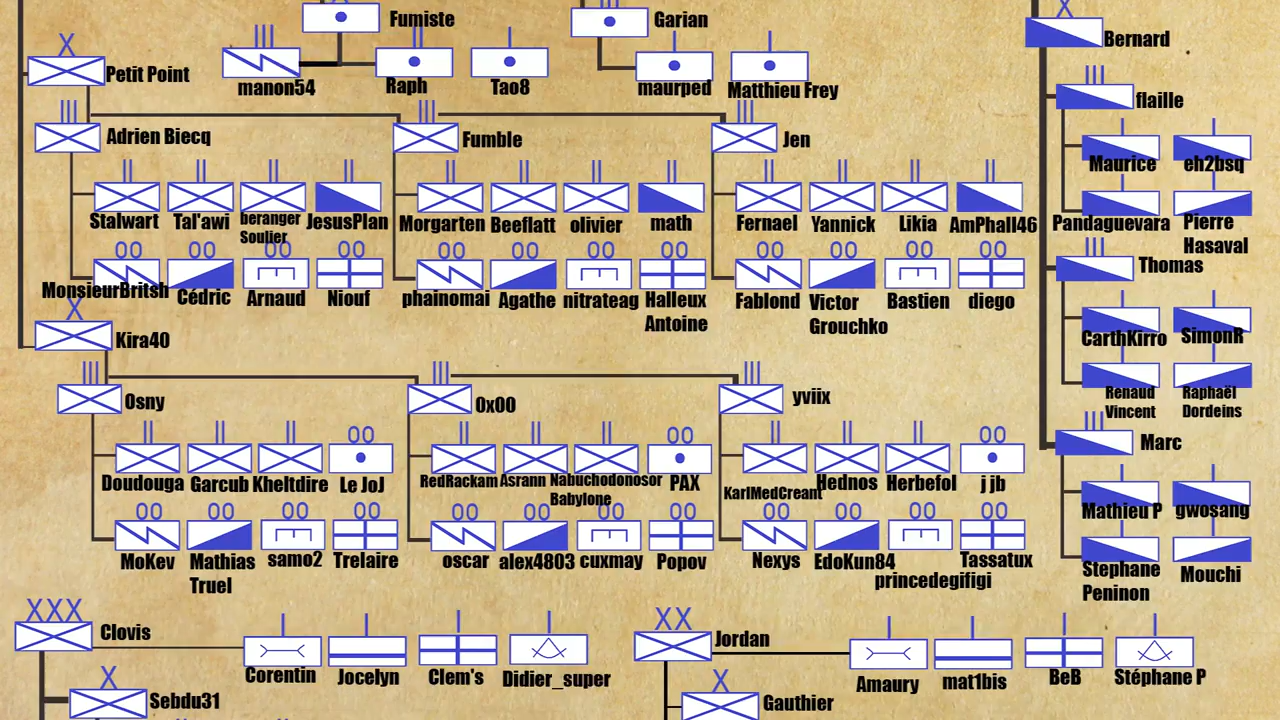 Fumiste
Garian
Bernard
Petit Point
manon54
Raph
Tao8
maurped
Matthieu Frey
flaille
Adrien Biecq
Fumble
Jen
Maurice
eh2bsq
Stalwart
Tal'awi
beranger
Soulier
JesusPlan
Morgarten
Beeflatt
olivier
math
Fernael
Yannick
Likia
AmPhall46
Pandaguevara
Pierre
Hasaval
Thomas
MonsieurBritsh
Cédric
Arnaud
Niouf
phainomai
Agathe
nitrateag
Halleux
Antoine
Fablond
Victor
Grouchko
Bastien
diego
Kira40
CarthKirro
SimonR
Osny
0x00
yviix
Renaud
Vincent
Raphaël
Dordeins
Marc
Doudouga
Garcub
Kheltdire
Le JoJ
RedRackam
Asrann
Nabuchodonosor
Babylone
PAX
KarlMedCreant
Hednos
Herbefol
j jb
Mathieu P
gwosang
MoKev
Mathias
Truel
samo2
Trelaire
oscar
alex4803
cuxmay
Popov
Nexys
EdoKun84
princedegifigi
Tassatux
Stephane
Peninon
Mouchi
Clovis
Corentin
Jocelyn
Clem's
Didier_super
Jordan
Amaury
mat1bis
BeB
Stéphane P
Sebdu31
Gauthier